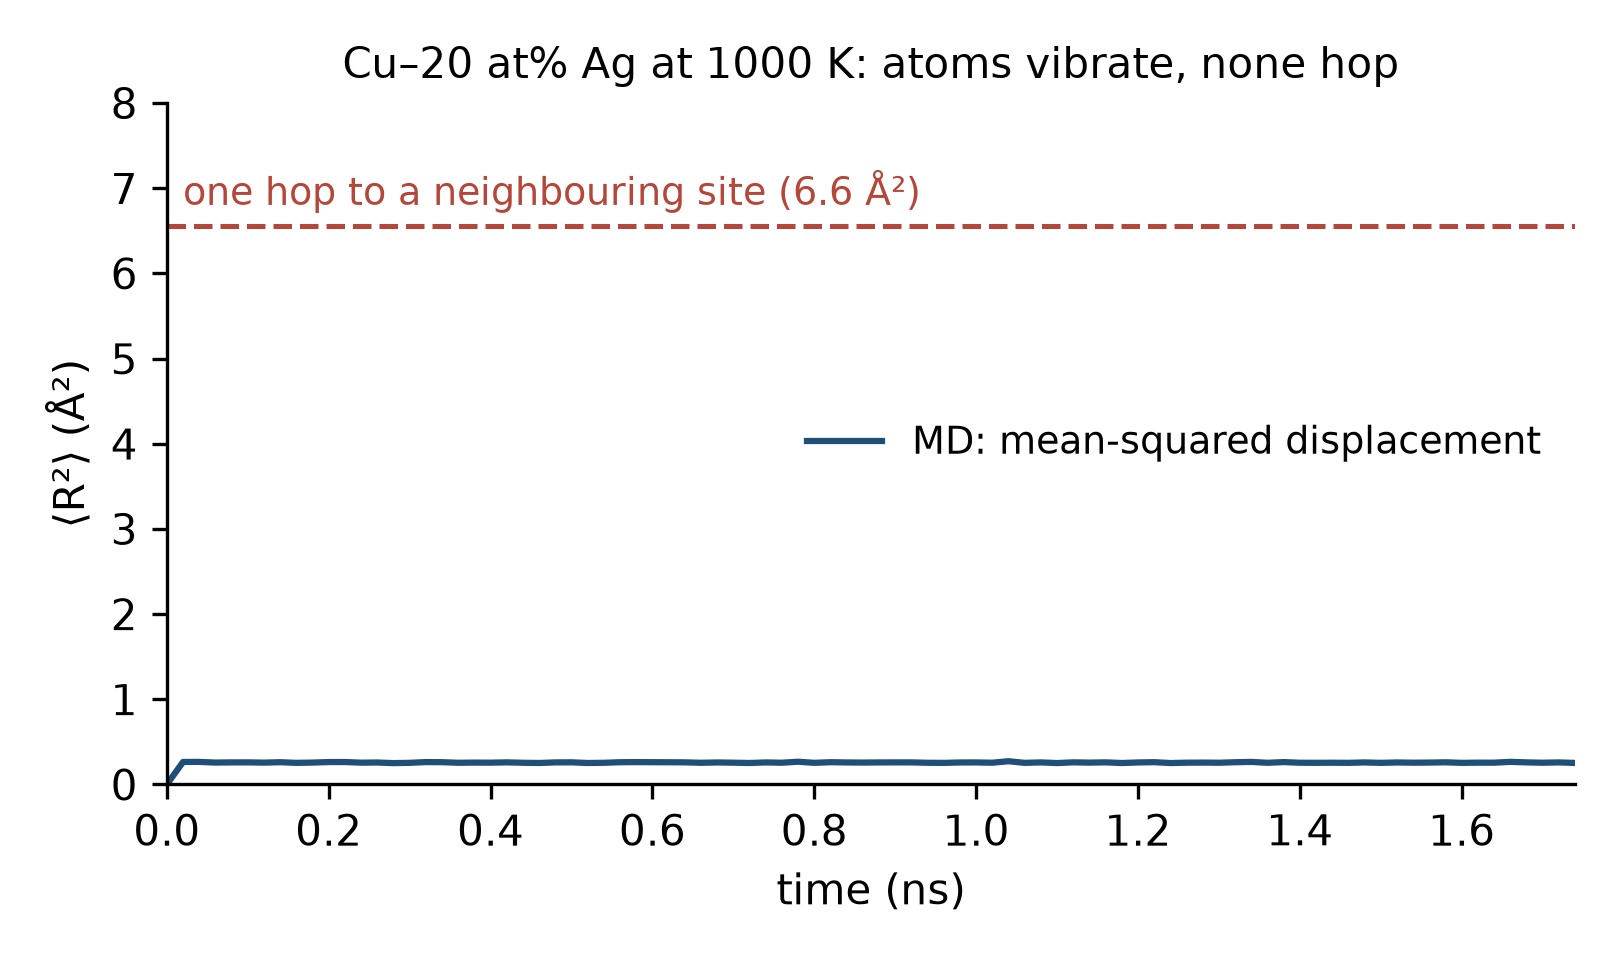 Cu–20 at% Ag at 1000 K: atoms vibrate, none hop
8
7
6
5
4
3
2
1
0
⟨R²⟩ (Å²)
one hop to a neighbouring site (6.6 Å²)
MD: mean-squared displacement
0.0 0.2 0.4 0.6 0.8 1.0 1.2 1.4 1.6
time (ns)